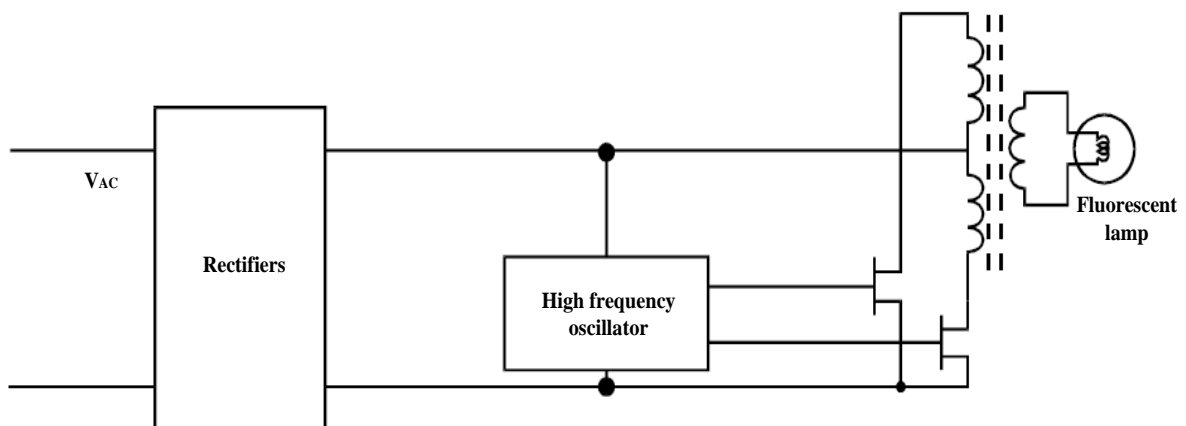 VAC
Rectifiers
High frequency
oscillator
Fluorescent
lamp